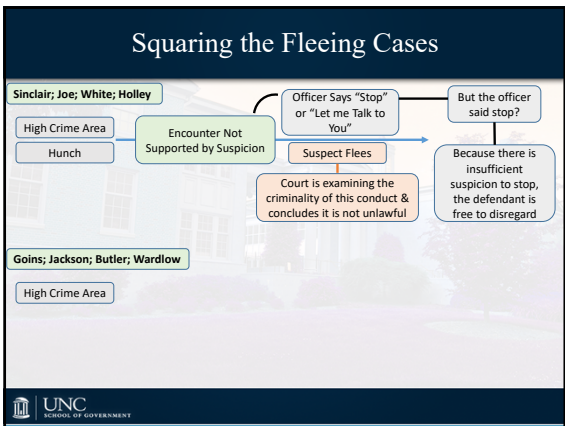 Squaring the Fleeing Cases
Sinclair; Joe; White; Holley
High Crime Area
Hunch
Encounter Not
Supported by Suspicion
Officer Says “Stop”
or “Let me Talk to
You”
Suspect Flees
Court is examining the
criminality of this conduct &
concludes it is not unlawful
But the officer
said stop?
Because there is
insufficient
suspicion to stop,
the defendant is
free to disregard
Goins; Jackson; Butler; Wardlow
High Crime Area
UNC
SCHOOL OF GOVERNMENT